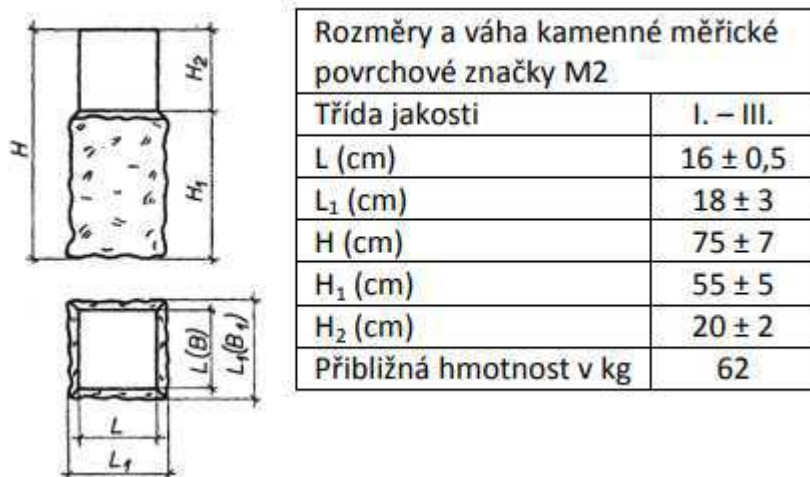 H
H₂
H₁
L(B)
L₁(B₁)
L
L₁
Rozměry a váha kamenné měřické
povrchové značky M2
Třída jakosti I. – III.
L (cm) 16 ± 0,5
L₁ (cm) 18 ± 3
H (cm) 75 ± 7
H₁ (cm) 55 ± 5
H₂ (cm) 20 ± 2
Přibližná hmotnost v kg 62